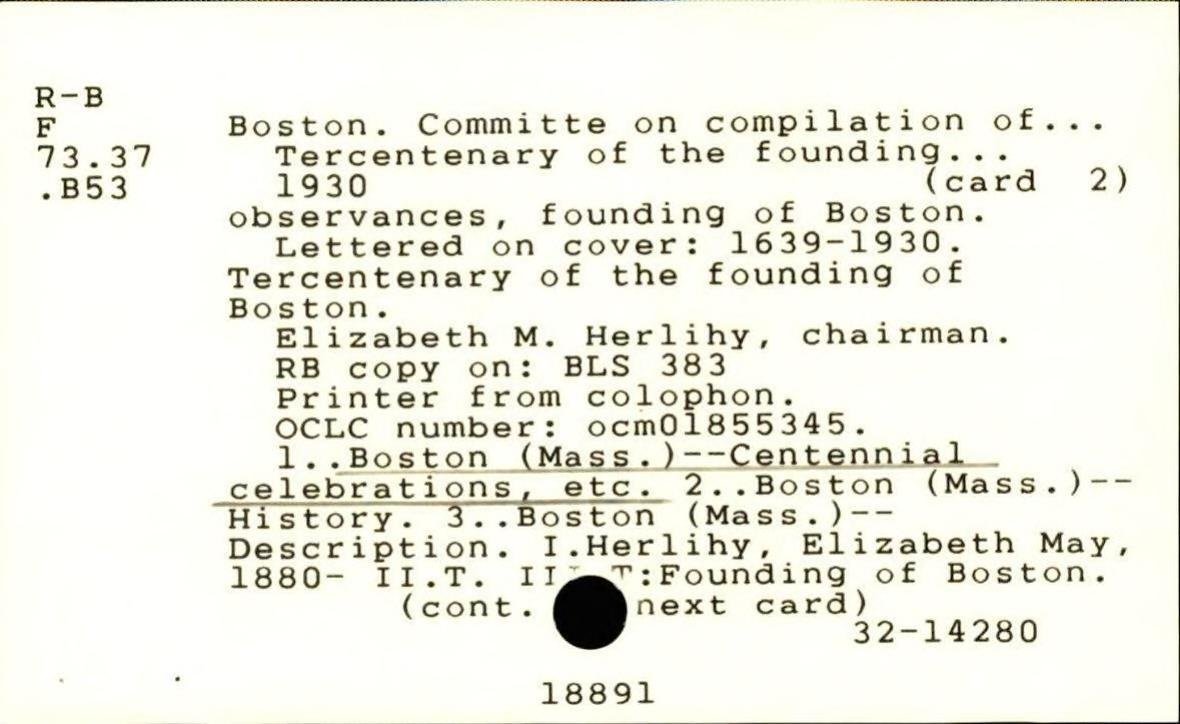 R-B
F Boston. Committe on compilation of...
73.37 Tercentenary of the founding...
.B53 1930 (card 2)
observances, founding of Boston.
Lettered on cover: 1639-1930.
Tercentenary of the founding of
Boston.
Elizabeth M. Herlihy, chairman.
RB copy on: BLS 383
Printer from colophon.
OCLC number: ocm01855345.
1..Boston (Mass.)--Centennial
celebrations, etc. 2..Boston (Mass.)--
History. 3..Boston (Mass.)--
Description. I.Herlihy, Elizabeth May,
1880- II.T. III T:Founding of Boston.
(cont. next card)
32-14280
18891